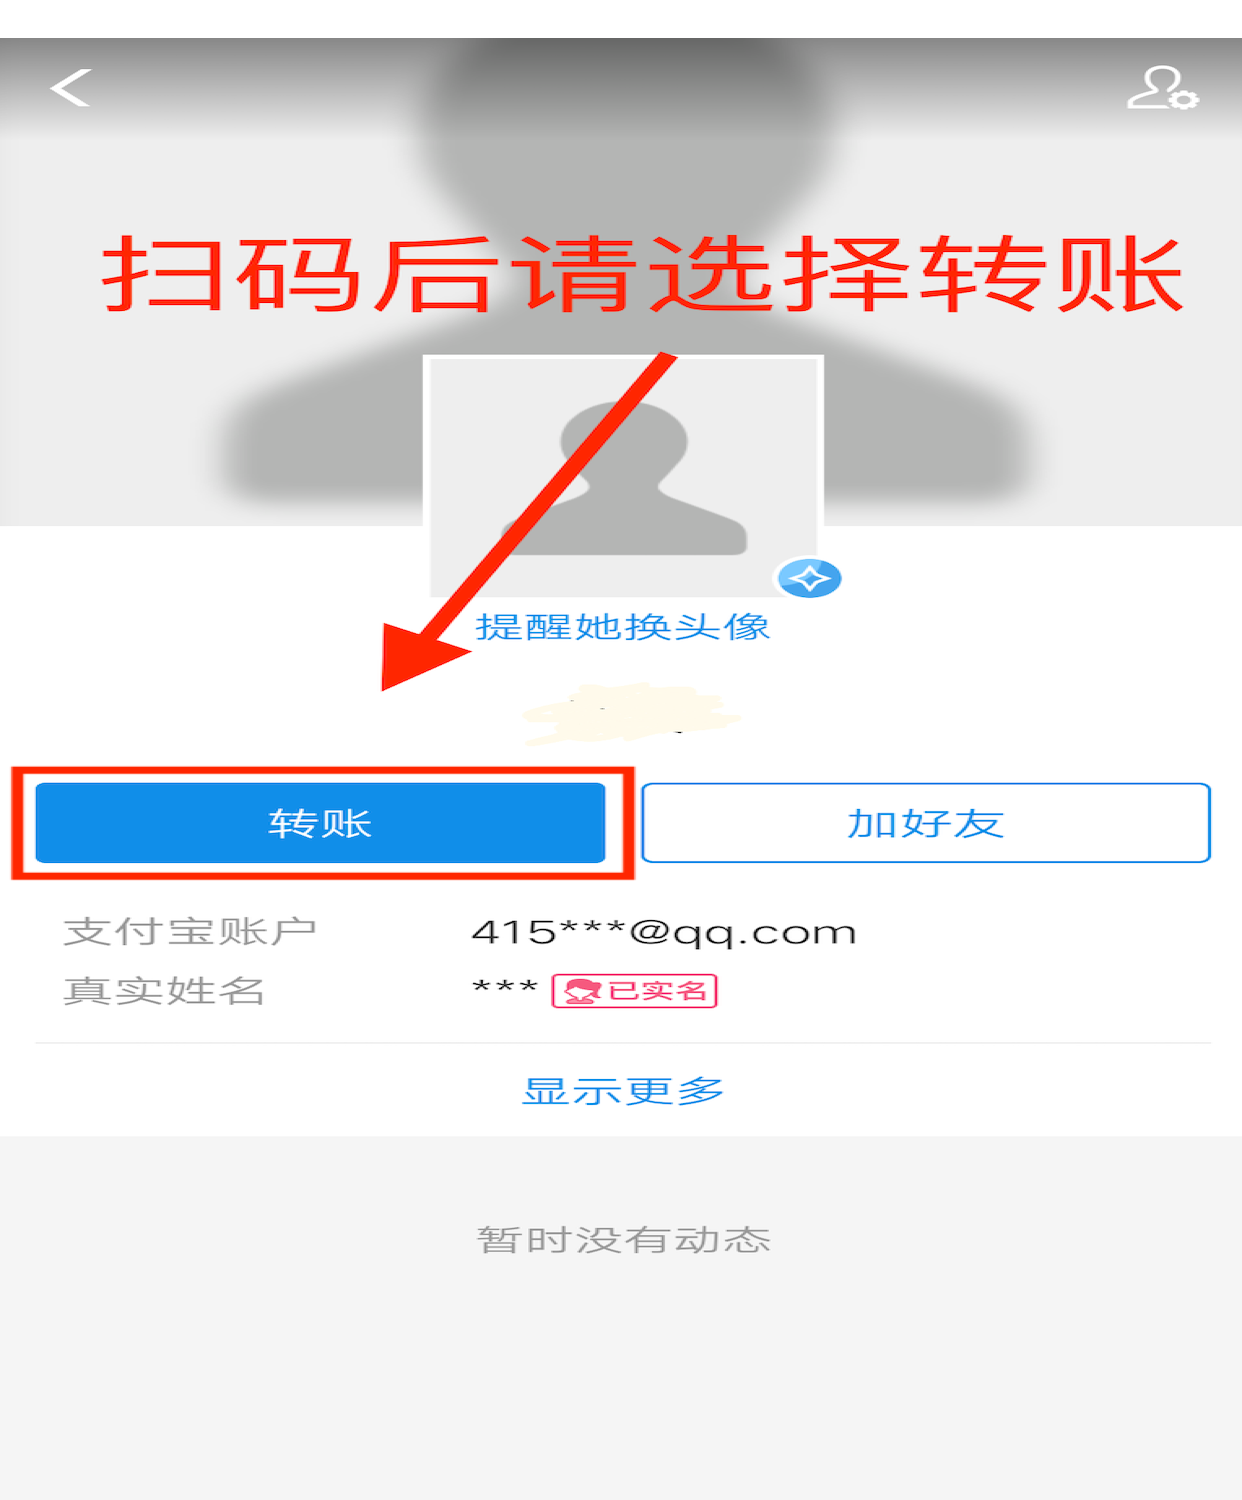 扫码后请选择转账
提醒她换头像
转账
加好友
支付宝账户 415***@qq.com
真实姓名 *** 已实名
显示更多
暂时没有动态